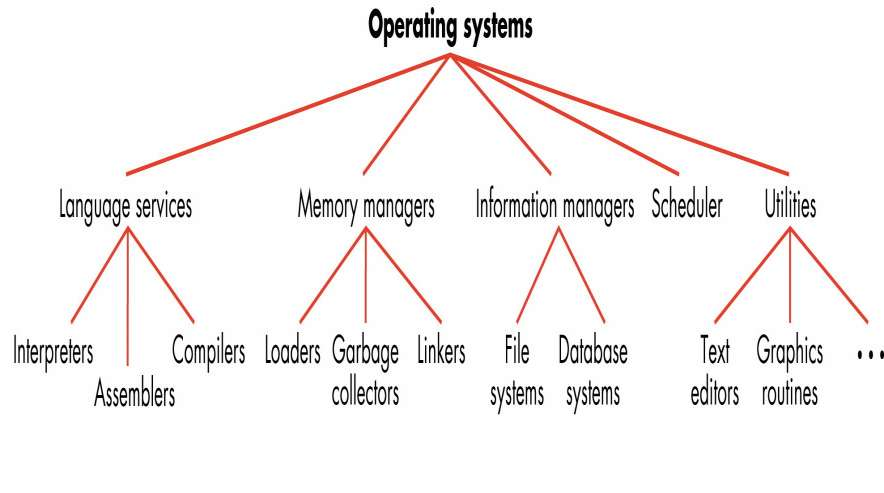 Operating systems
Language services
Memory managers
Information managers
Scheduler
Utilities
Interpreters
Assemblers
Compilers
Loaders
Garbage
collectors
Linkers
File
systems
Database
systems
Text
editors
Graphics
routines
...